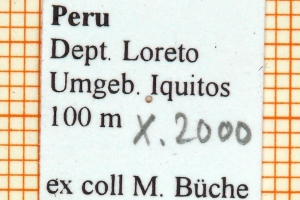 Peru
Dept. Loreto
Umgeb. Iquitos
100 m X.2000
ex coll M. Büche